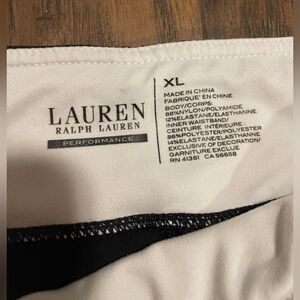 LAUREN
RALPH LAUREN
PERFORMANCE
XL
MADE IN CHINA
FABRIQUÉ EN CHINE
BODY/CORPS:
88%NYLON/POLYAMIDE
12%ELASTANE/ELASTHANNE
INNER WAISTBAND/
CEINTURE INTÉRIEURE
86%POLYESTER/POLYESTER
14%ELASTANE/ELASTHANNE
EXCLUSIVE OF DECORATION/
GARNITURE EXCLUE
RN 41381 CA 56658